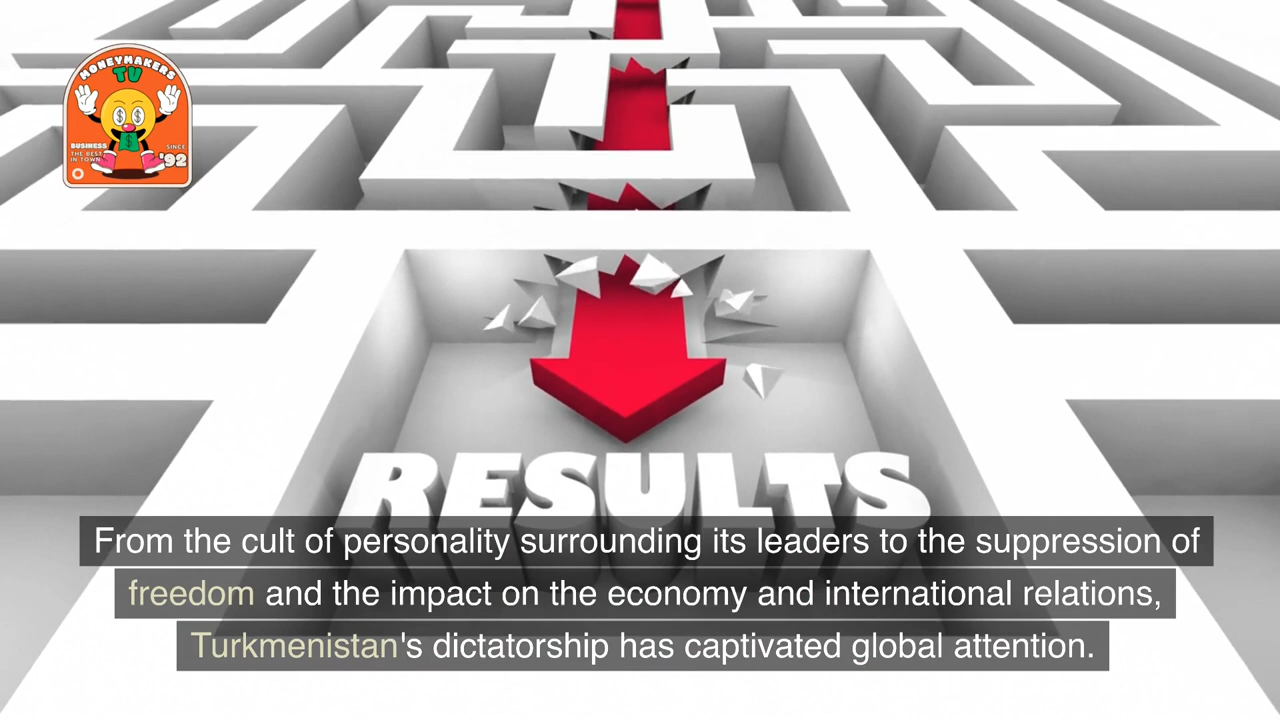 MONEYMAKERS
TV
BUSINESS
THE BEST
IN TOWN
SINCE
'92
RESULTS
From the cult of personality surrounding its leaders to the suppression of
freedom and the impact on the economy and international relations,
Turkmenistan's dictatorship has captivated global attention.